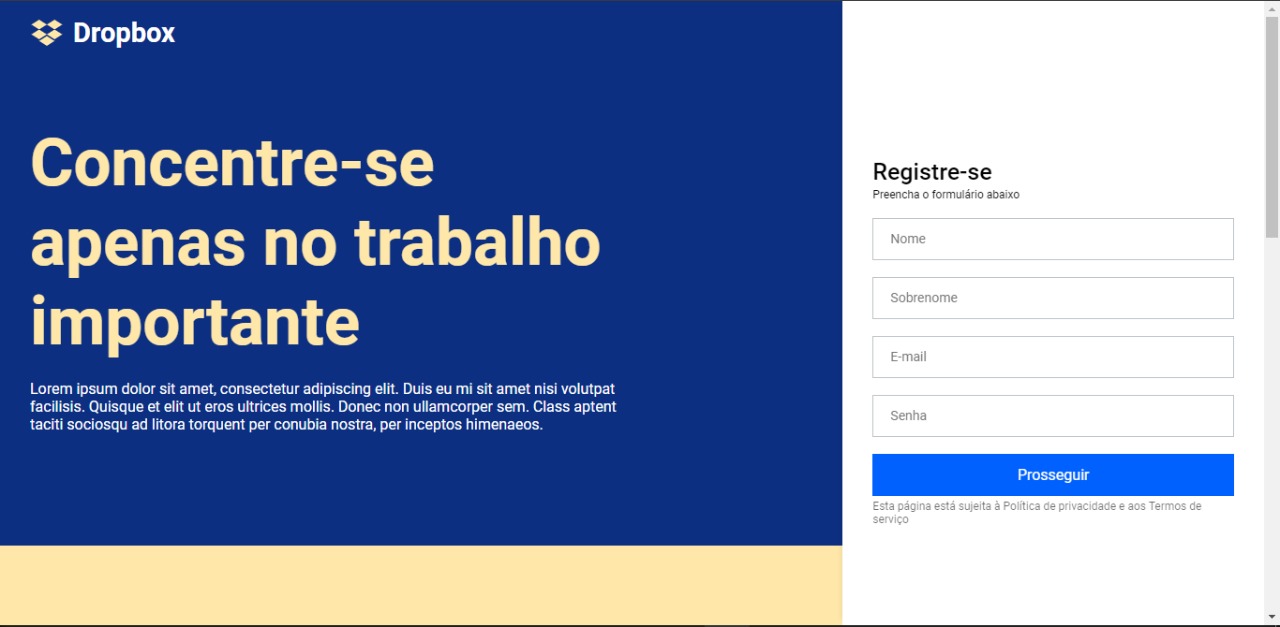 Dropbox
Concentre-se
apenas no trabalho
importante
Lorem ipsum dolor sit amet, consectetur adipiscing elit. Duis eu mi sit amet nisi volutpat
facilisis. Quisque et elit ut eros ultrices mollis. Donec non ullamcorper sem. Class aptent
taciti sociosqu ad litora torquent per conubia nostra, per inceptos himenaeos.
Registre-se
Preencha o formulário abaixo
Nome
Sobrenome
E-mail
Senha
Prosseguir
Esta página está sujeita à Política de privacidade e aos Termos de
serviço